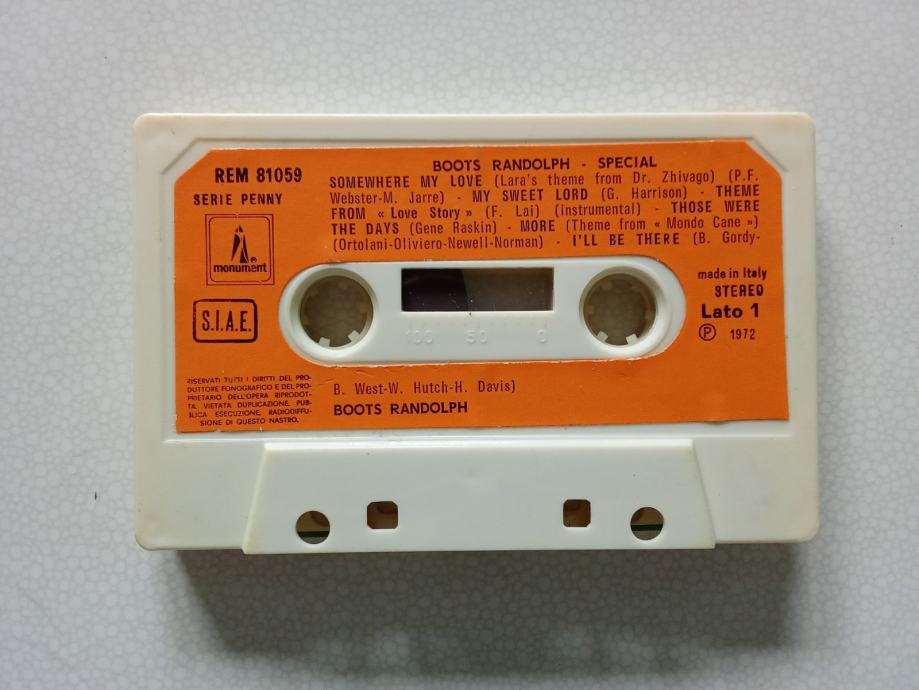 REM 81059
SERIE PENNY
monument
S.I.A.E.
BOOTS RANDOLPH - SPECIAL
SOMEWHERE MY LOVE (Lara's theme from Dr. Zhivago) (P.F.
Webster-M. Jarre) - MY SWEET LORD (G. Harrison) - THEME
FROM « Love Story » (F. Lai) (instrumental) - THOSE WERE
THE DAYS (Gene Raskin) - MORE (Theme from « Mondo Cane »)
(Ortolani-Oliviero-Newell-Norman) - I'LL BE THERE (B. Gordy-
made in Italy
STEREO
Lato 1
Ⓟ 1972
100 50 0
RISERVATI TUTTI I DIRITTI DEL PRO-
DUTTORE FONOGRAFICO E DEL PRO-
PRIETARIO DELL'OPERA RIPRODOT-
TA. VIETATA DUPLICAZIONE, PUB-
BLICA ESECUZIONE, RADIODIFFU-
SIONE DI QUESTO NASTRO.
B. West-W. Hutch-H. Davis)
BOOTS RANDOLPH